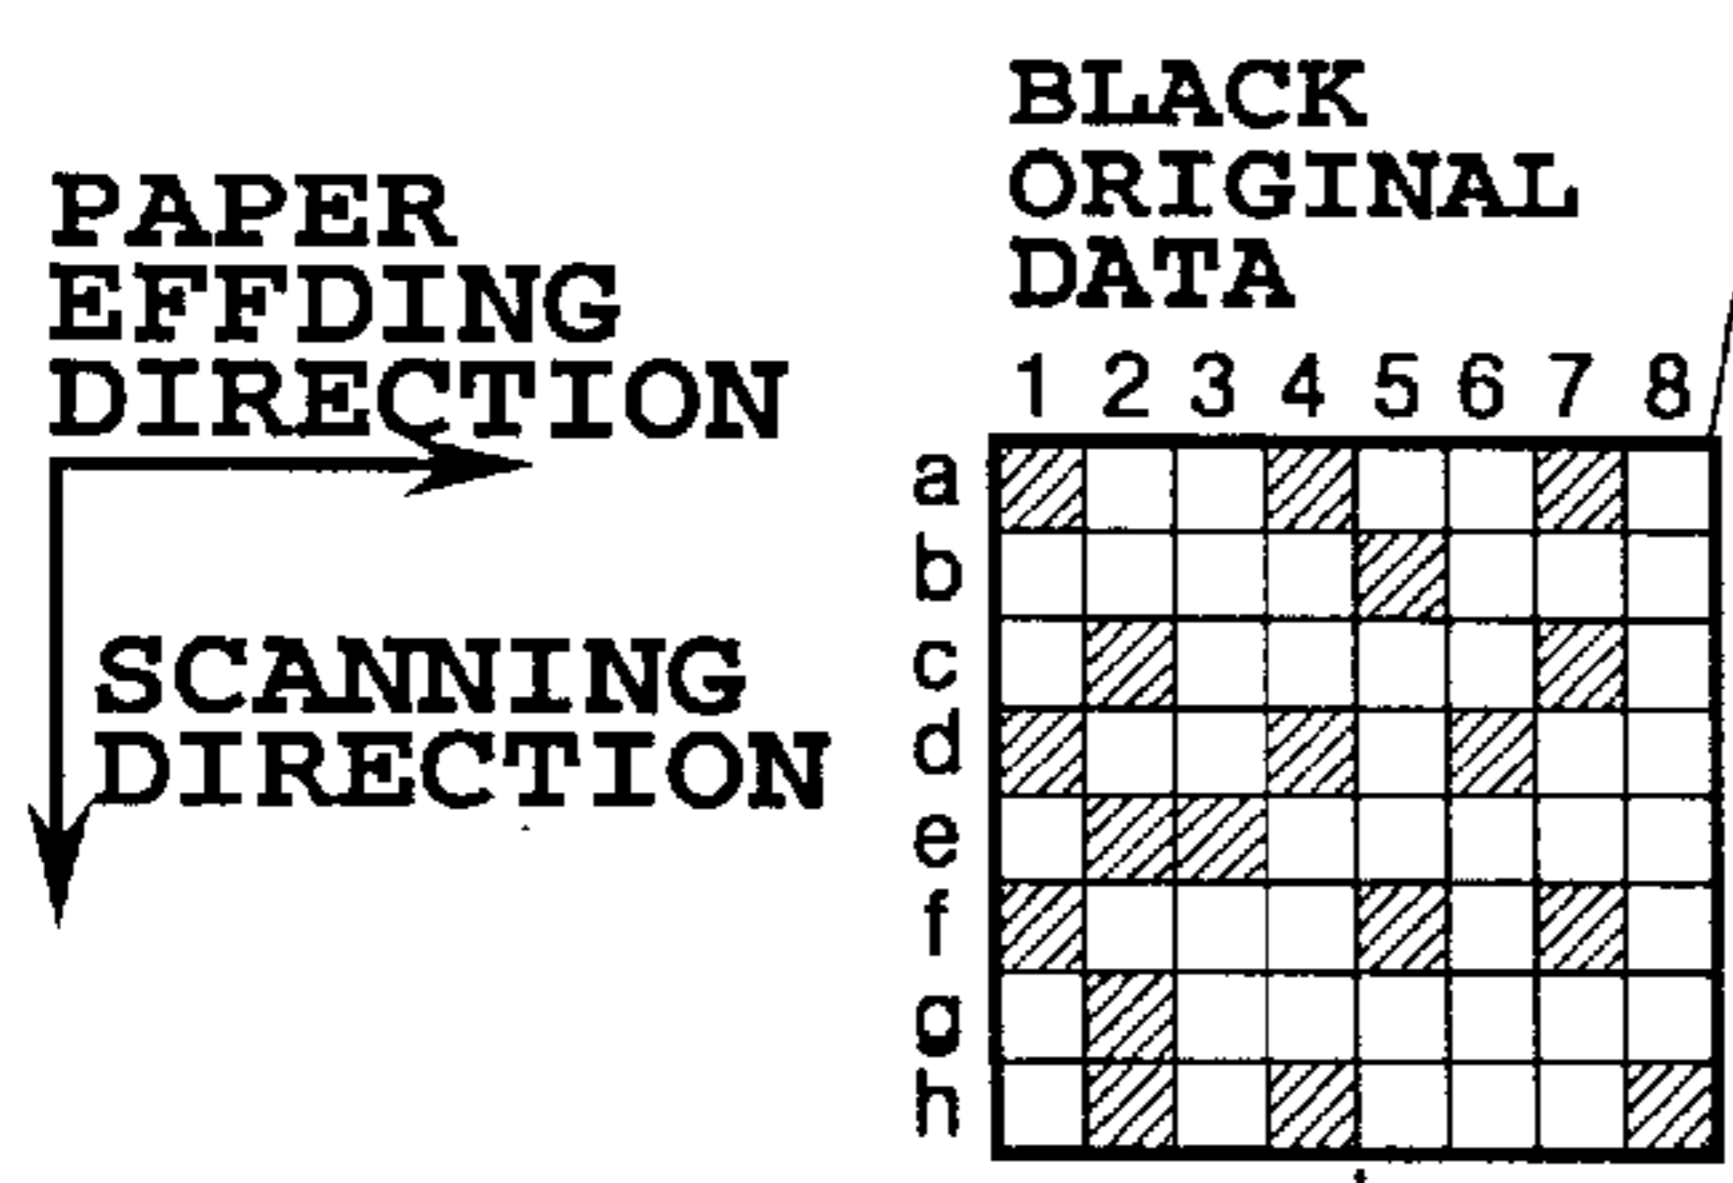 PAPER
EFFDING
DIRECTION
SCANNING
DIRECTION
BLACK
ORIGINAL
DATA
1 2 3 4 5 6 7 8
a
b
c
d
e
f
g
h